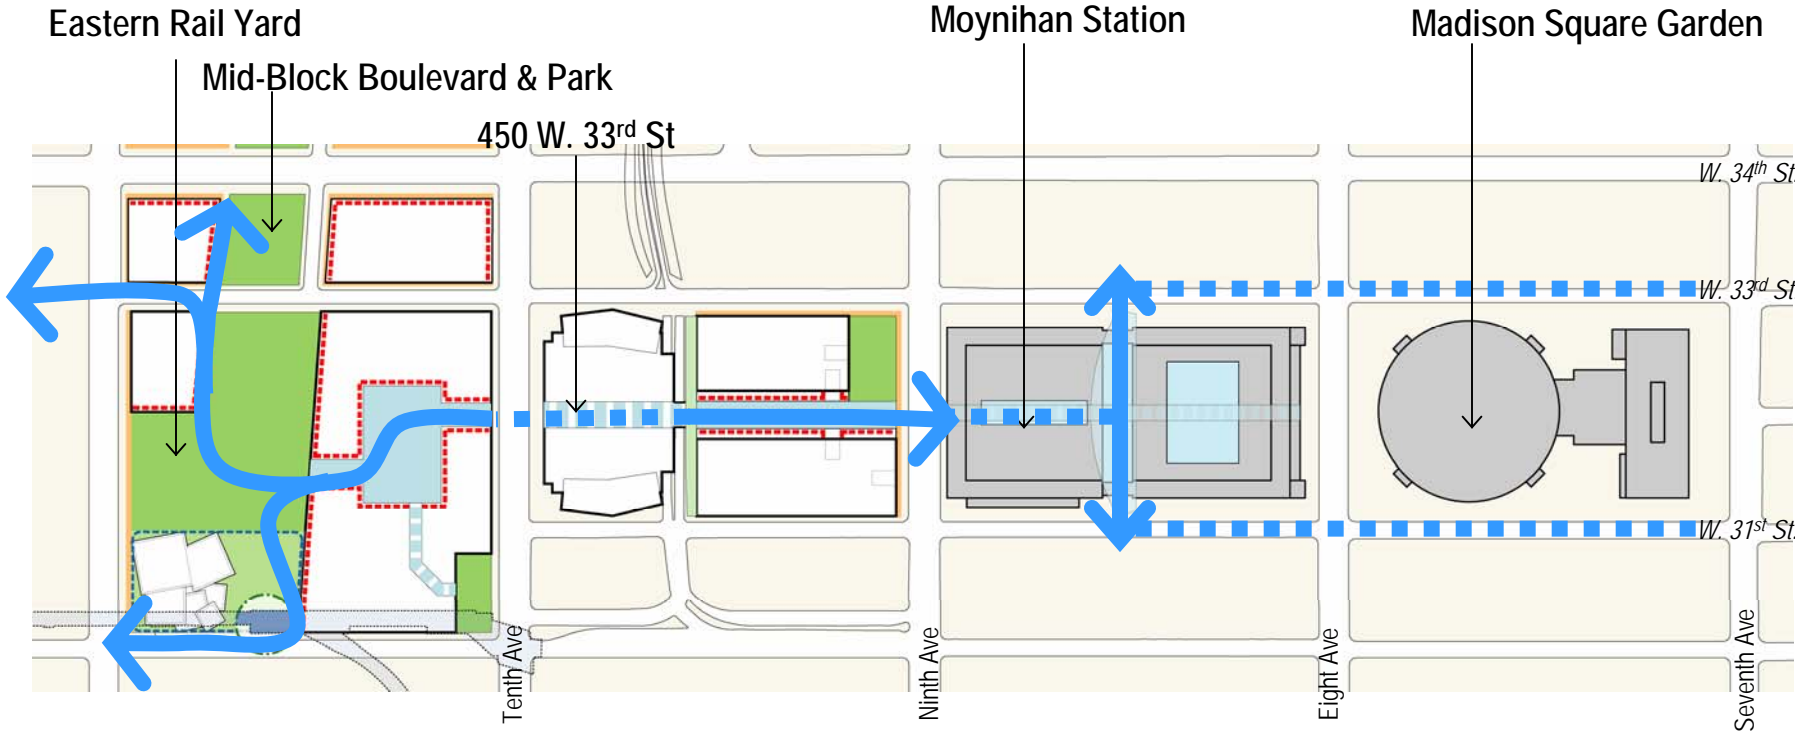 Eastern Rail Yard
Moynihan Station
Madison Square Garden
Mid-Block Boulevard & Park
450 W. 33rd St
W. 34th St.
W. 33rd St
W. 31st St.
Tenth Ave
Ninth Ave
Eight Ave
Seventh Ave